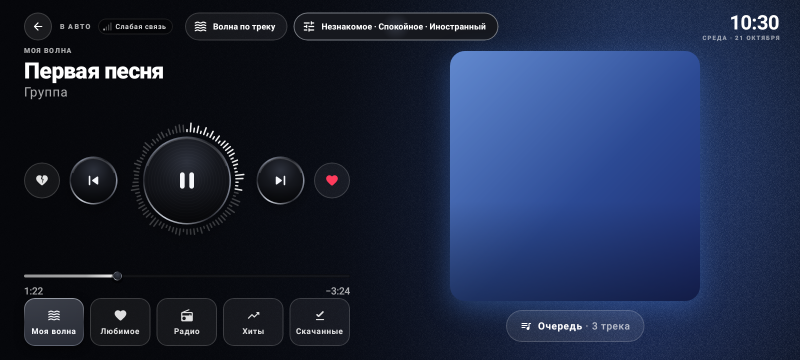 В АВТО
Слабая связь
Волна по треку
Незнакомое · Спокойное · Иностранный
10:30
СРЕДА · 21 ОКТЯБРЯ
МОЯ ВОЛНА
Первая песня
Группа
1:22
−3:24
Моя волна
Любимое
Радио
Хиты
Скачанные
Очередь · 3 трека